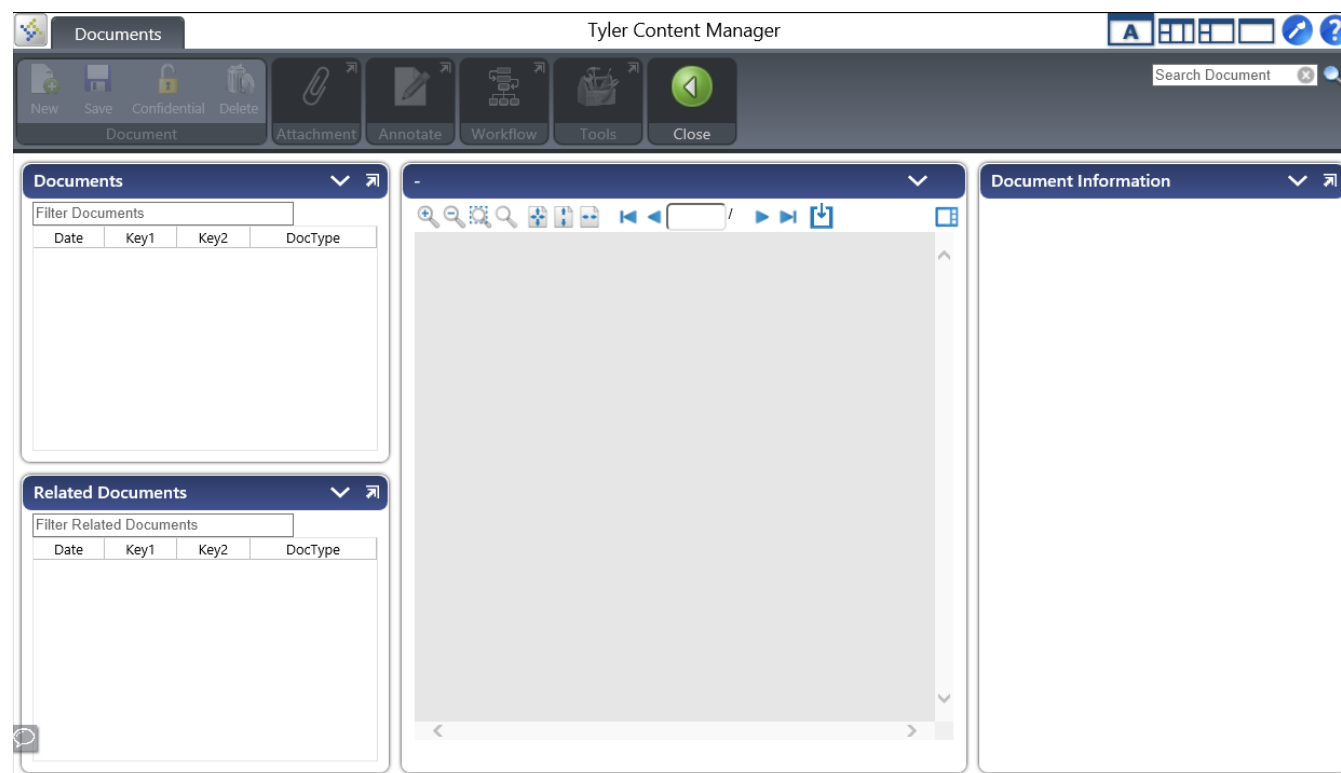 Documents
Tyler Content Manager
A
?
New Save Confidential Delete
Document
Attachment
Annotate
Workflow
Tools
Close
Search Document
Documents
Filter Documents
Date Key1 Key2 DocType
Related Documents
Filter Related Documents
Date Key1 Key2 DocType
-
/
Document Information